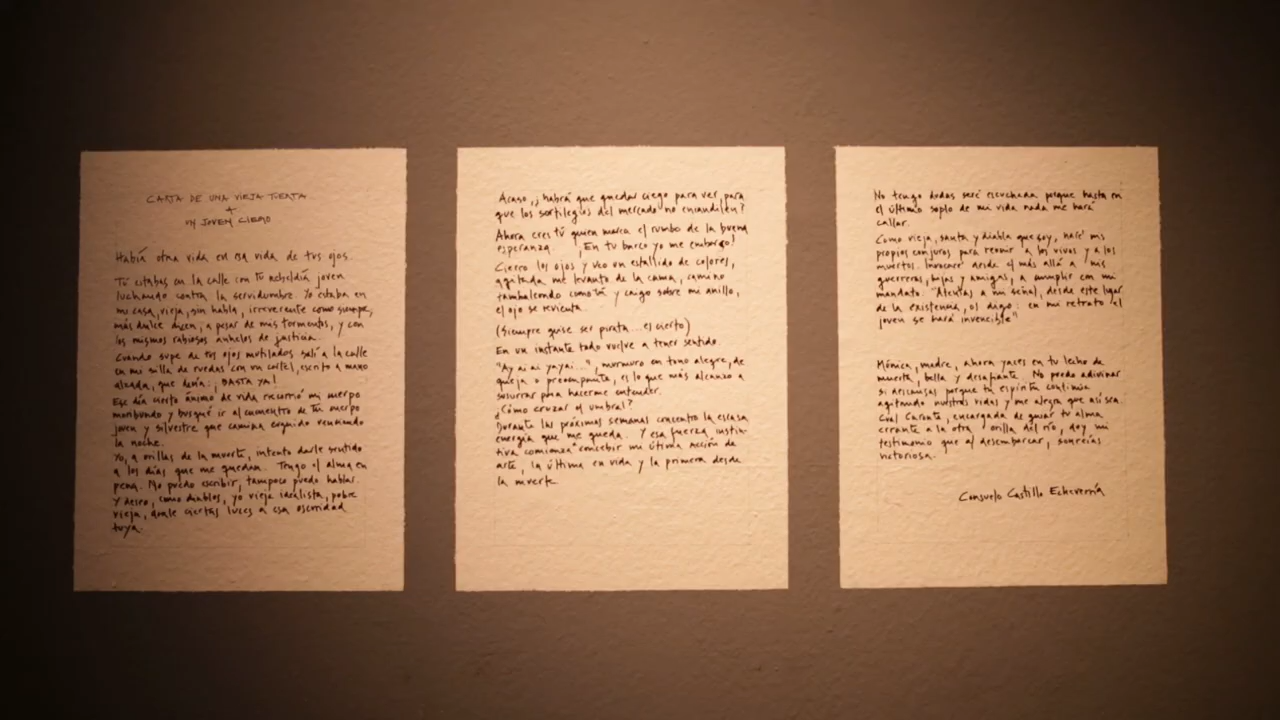 CARTA DE UNA VIEJA TUERTA
A
UN JOVEN CIEGO
Había otra vida en esa vida de tus ojos
Tú estabas en la calle con tu rebeldía joven
luchando contra la servidumbre. Yo estaba en
mi casa, vieja, sin habla, irreverente como siempre,
más dulce dicen, a pesar de mis tormentos, y con
los mismos rabiosos anhelos de justicia.
Cuando supe de tus ojos mutilados salí a la calle
en mi silla de ruedas con un cartel, escrito a mano
alzada, que decía: ¡BASTA YA!
Ese día cierto ánimo de vida recorrió mi cuerpo
moribundo y busqué ir al encuentro de tu cuerpo
joven y silvestre que camina erguido venciendo
la noche.
Yo, a orillas de la muerte, intento darle sentido
a los días que me quedan. Tengo el alma en
pena. No puedo escribir, tampoco puedo hablar.
Y deseo, como diablos, yo vieja idealista, pobre
vieja, darle ciertas luces a esa oscuridad
tuya.
Acaso, ¿habrá que quedar ciego para ver, para
que los sortilegios del mercado no encandilen?
Ahora eres tú quien marca el rumbo de la buena
esperanza. ¡En tu barco yo me embarco!
Cierro los ojos y veo un estallido de colores,
agitada me levanto de la cama, camino
tambaleando como tú y caigo sobre mi anillo,
el ojo se revienta.
(Siempre quise ser pirata... es cierto)
En un instante todo vuelve a tener sentido.
"Ay ai ai yayai...", murmuro en tono alegre, de
queja o preocupante, es lo que más alcanzo a
susurrar para hacerme entender.
¿Cómo cruzar el umbral?
Durante las próximas semanas concentro la escasa
energía que me queda. Y esa fuerza instin-
tiva comienza concebir mi última acción de
arte, la última en vida y la primera desde
la muerte.
No tengo dudas seré escuchada porque hasta en
el último soplo de mi vida nada me hará
callar.
Como vieja, santa y diabla que soy, haré mis
propios conjuros para reunir a los vivos y a los
muertos. Invocaré desde el más allá a mis
guerreras, hijas y amigas, a cumplir con mi
mandato. "Atentas a mi señal, desde este lugar
de la existencia, os digo: en mi retrato el
joven se hará invencible"
Mónica, madre, ahora yaces en tu lecho de
muerte, bella y desafiante. No puedo adivinar
si descansas porque tu espíritu continúa
agitando nuestras vidas y me alegra que así sea.
Cual Caronte, encargada de guiar tu alma
errante a la otra orilla del río, doy mi
testimonio que al desembarcar, sonreías
victoriosa.
Consuelo Castillo Echeverría